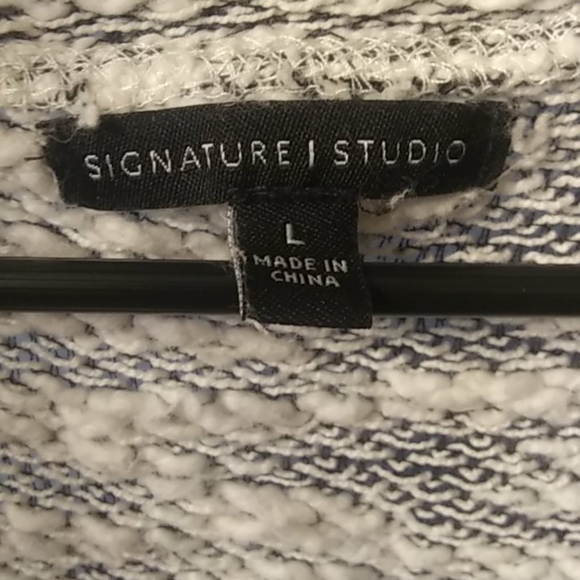 SIGNATURE | STUDIO
L
MADE IN
CHINA